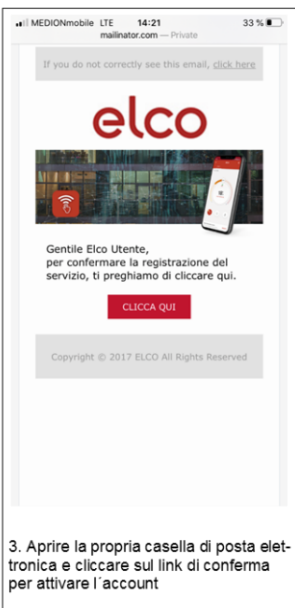 MEDIONmobile LTE 14:21 33 %
mailinator.com — Private
If you do not correctly see this email, click here
elco
Gentile Elco Utente,
per confermare la registrazione del
servizio, ti preghiamo di cliccare qui.
CLICCA QUI
Copyright © 2017 ELCO All Rights Reserved
3. Aprire la propria casella di posta elet-
tronica e cliccare sul link di conferma
per attivare l´account